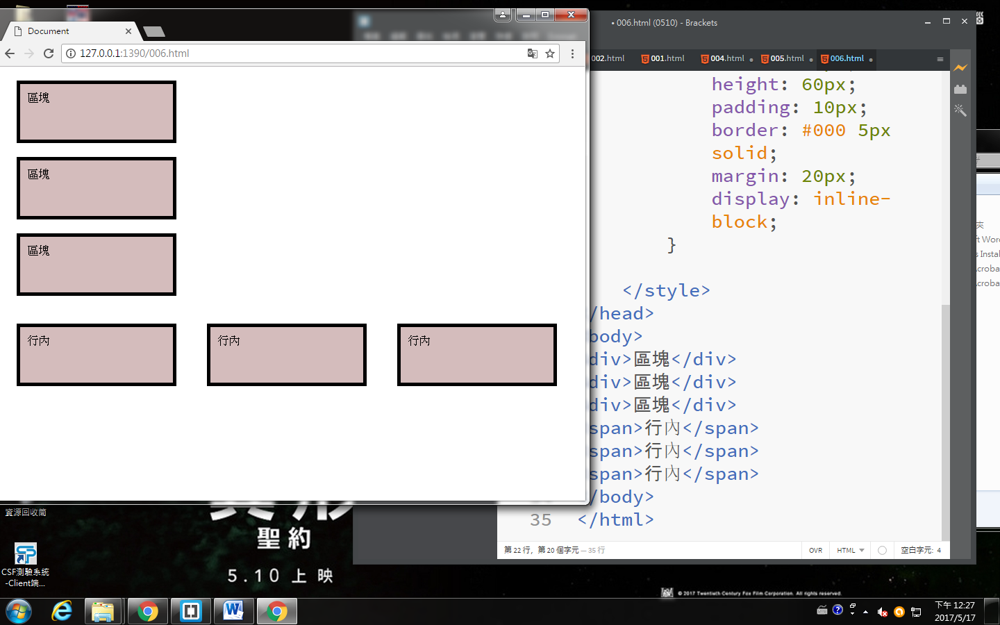 Document
127.0.0.1:1390/006.html
區塊
區塊
區塊
行內
行內
行內
• 006.html (0510) - Brackets
002.html
001.html
004.html
005.html
006.html
height: 60px;
padding: 10px;
border: #000 5px
solid;
margin: 20px;
display: inline-
block;
}
</style>
/head>
body>
div>區塊</div>
div>區塊</div>
div>區塊</div>
span>行內</span>
span>行內</span>
span>行內</span>
/body>
35 </html>
第 22 行，第 20 個字元 — 35 行
OVR
HTML
空白字元: 4
夾
ft Word
s Instal
Acroba
Acroba
資源回收筒
聖約
5.10 上映
CSF測驗系統
-Client端...
© 2017 Twentieth Century Fox Film Corporation. All rights reserved.
下午 12:27
2017/5/17